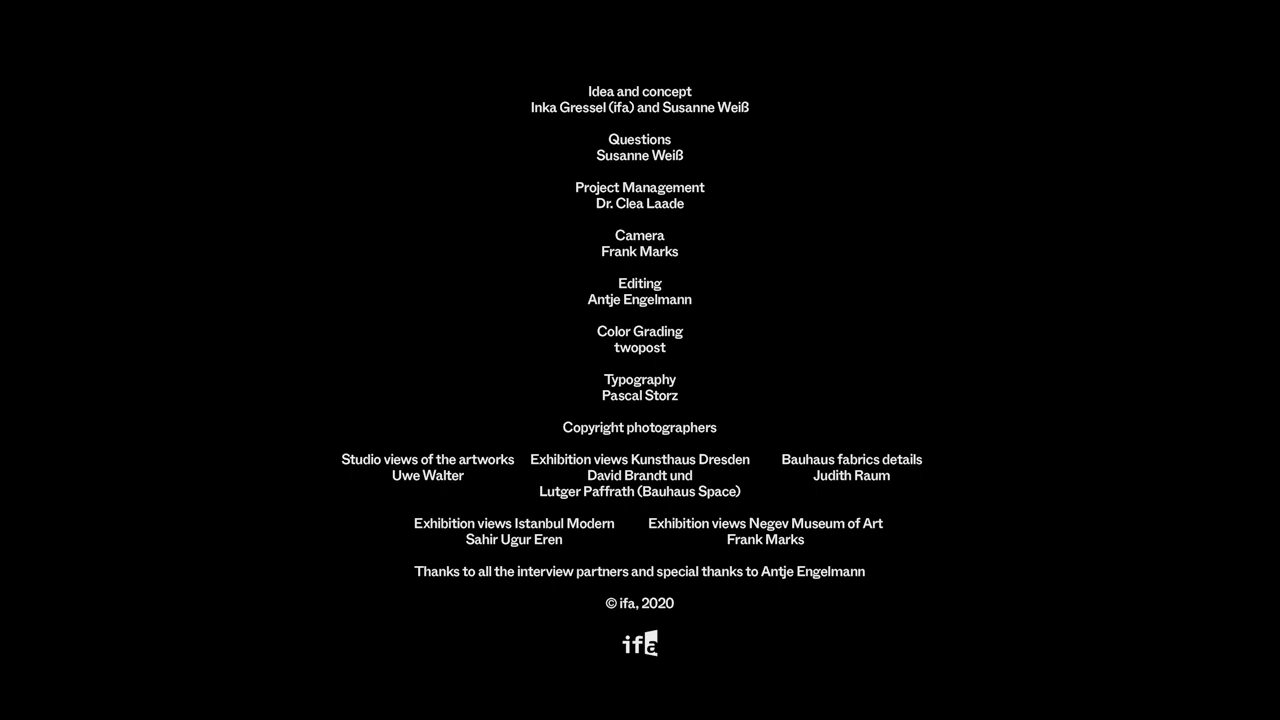 Idea and concept
Inka Gressel (ifa) and Susanne Weiß
Questions
Susanne Weiß
Project Management
Dr. Clea Laade
Camera
Frank Marks
Editing
Antje Engelmann
Color Grading
twopost
Typography
Pascal Storz
Copyright photographers
Studio views of the artworks
Uwe Walter
Exhibition views Kunsthaus Dresden
David Brandt und
Lutger Paffrath (Bauhaus Space)
Bauhaus fabrics details
Judith Raum
Exhibition views Istanbul Modern
Sahir Ugur Eren
Exhibition views Negev Museum of Art
Frank Marks
Thanks to all the interview partners and special thanks to Antje Engelmann
© ifa, 2020
ifa